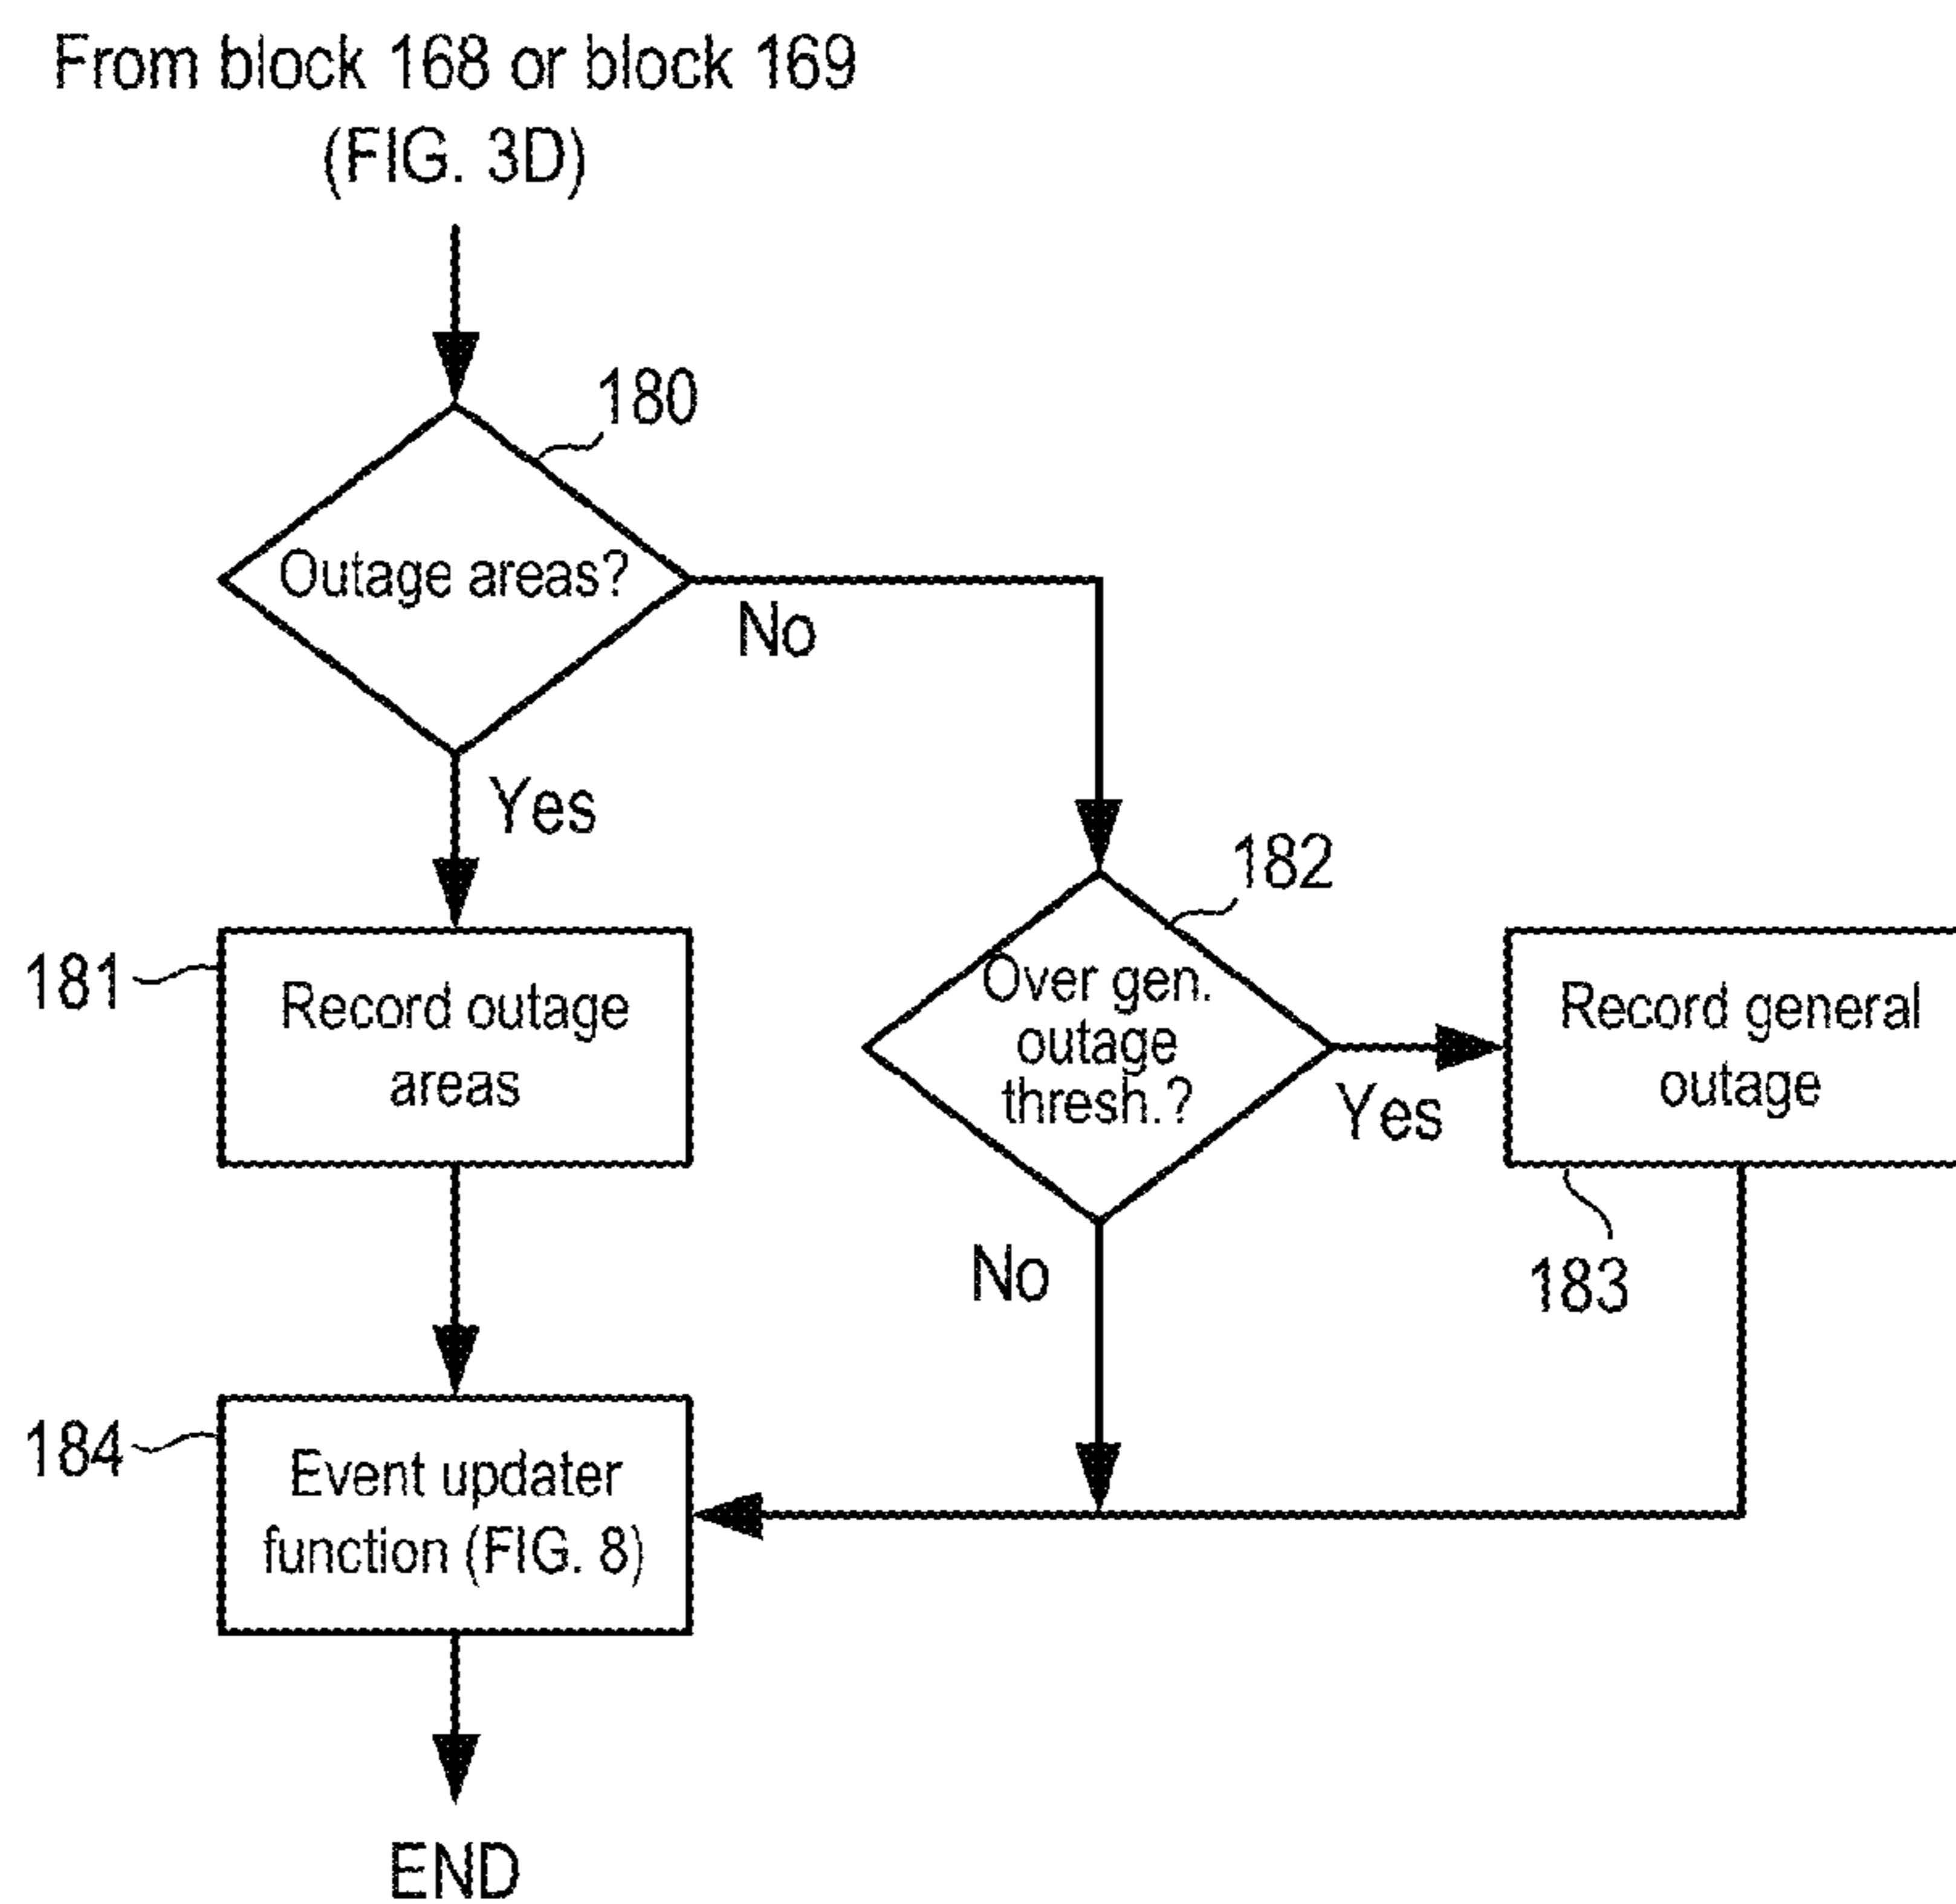 From block 168 or block 169
(FIG. 3D)
180
Outage areas?
No
Yes
182
181
Record outage
areas
Over gen.
outage
thresh.?
Yes
Record general
outage
No
183
184
Event updater
function (FIG. 8)
END